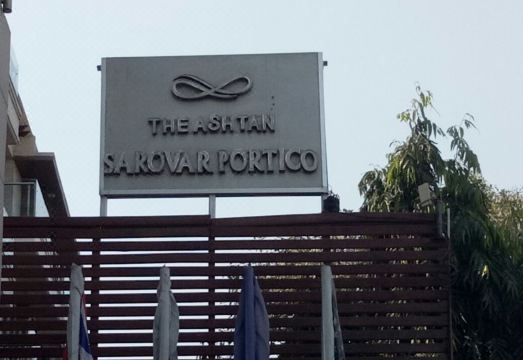 THE ASHTAN
SAROVAR PORTICO